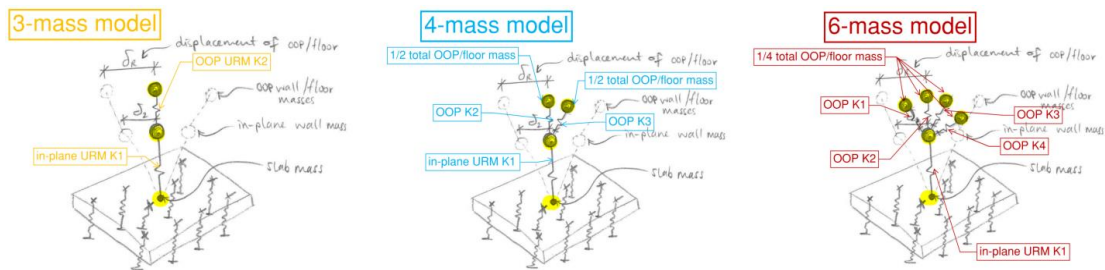 3-mass model
displacement of OOP/floor
δR
OOP URM K2
OOP wall/floor
masses
δ2
in-plane wall mass
in-plane URM K1
slab mass
4-mass model
1/2 total OOP/floor mass
displacement of OOP/floor
δR
1/2 total OOP/floor mass
OOP K2
OOP wall/floor
masses
δ2
OOP K3
in-plane wall mass
in-plane URM K1
slab mass
6-mass model
displacement of OOP/floor
1/4 total OOP/floor mass
OOP wall/floor
masses
OOP K1
OOP K3
in-plane wall mass
OOP K2
OOP K4
slab mass
in-plane URM K1